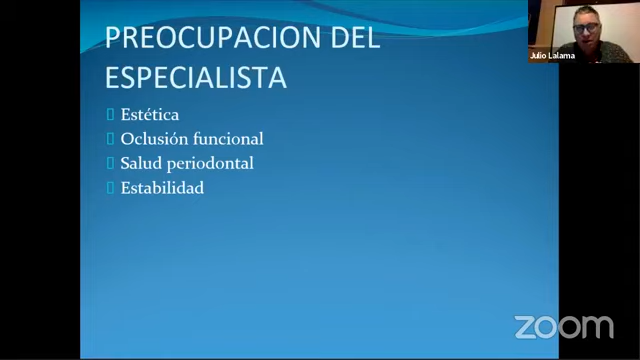 PREOCUPACION DEL
ESPECIALISTA
Estética
Oclusión funcional
Salud periodontal
Estabilidad
Julio Lalama
zoom